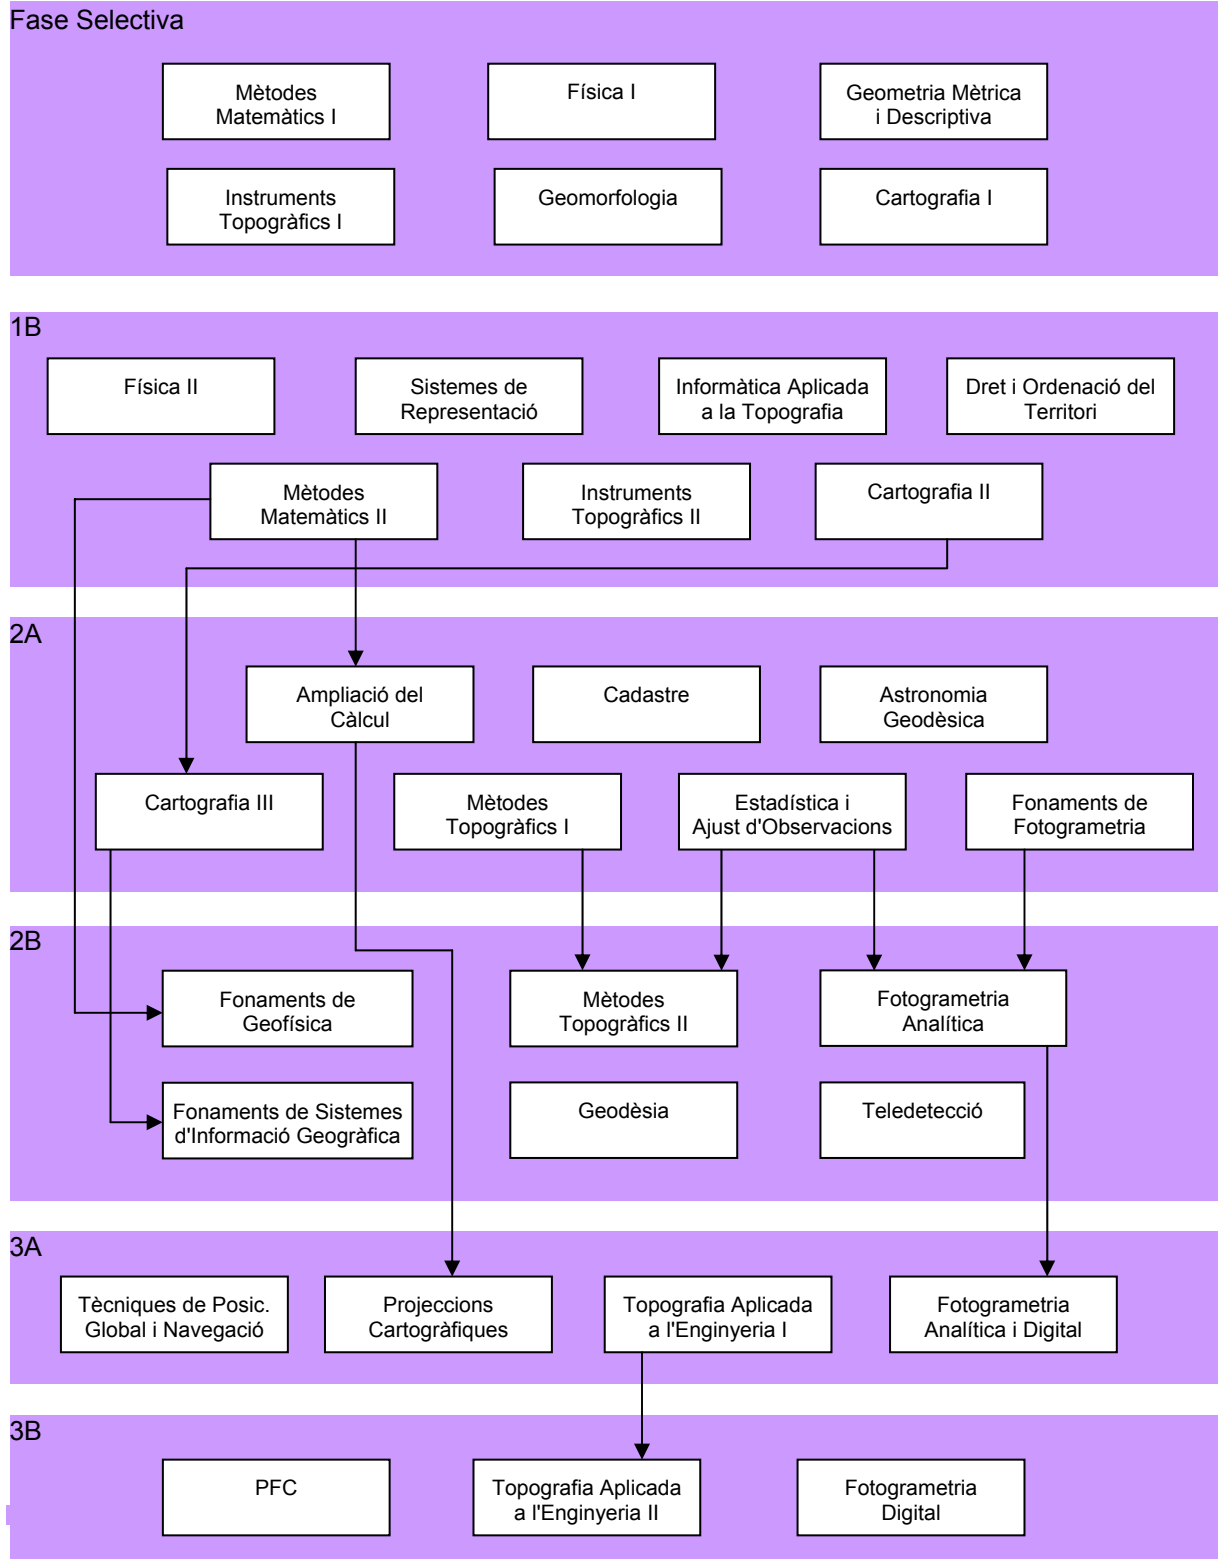 Fase Selectiva
Mètodes
Matemàtics I
Física I
Geometria Mètrica
i Descriptiva
Instruments
Topogràfics I
Geomorfologia
Cartografia I
1B
Física II
Sistemes de
Representació
Informàtica Aplicada
a la Topografia
Dret i Ordenació del
Territori
Mètodes
Matemàtics II
Instruments
Topogràfics II
Cartografia II
2A
Ampliació del
Càlcul
Cadastre
Astronomia
Geodèsica
Cartografia III
Mètodes
Topogràfics I
Estadística i
Ajust d'Observacions
Fonaments de
Fotogrametria
2B
Fonaments de
Geofísica
Mètodes
Topogràfics II
Fotogrametria
Analítica
Fonaments de Sistemes
d'Informació Geogràfica
Geodèsia
Teledetecció
3A
Tècniques de Posic.
Global i Navegació
Projeccions
Cartogràfiques
Topografia Aplicada
a l'Enginyeria I
Fotogrametria
Analítica i Digital
3B
PFC
Topografia Aplicada
a l'Enginyeria II
Fotogrametria
Digital